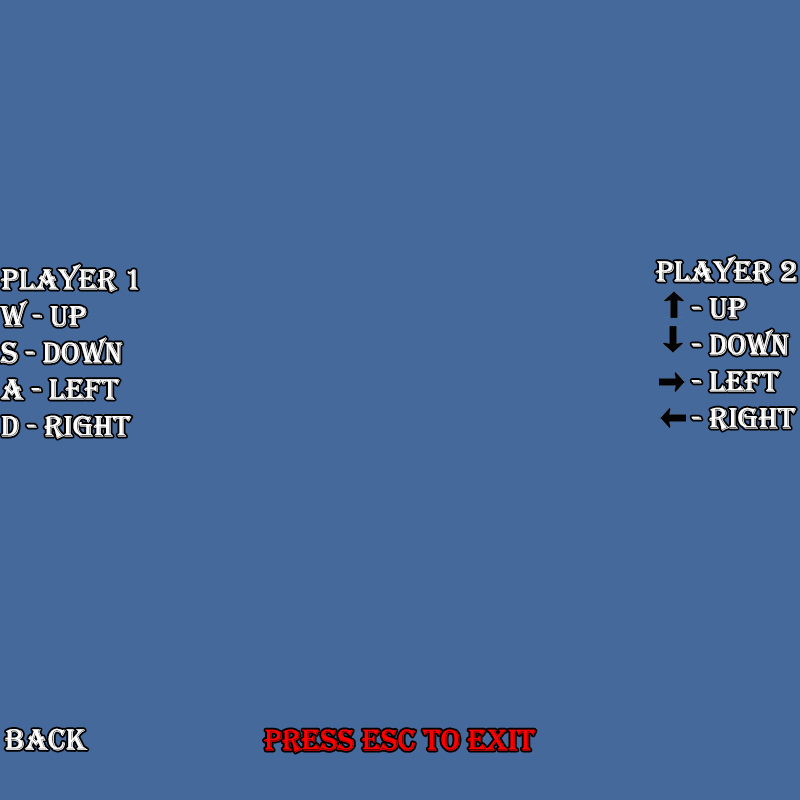 PLAYER 1
W - UP
S - DOWN
A - LEFT
D - RIGHT
PLAYER 2
↑ - UP
↓ - DOWN
→ - LEFT
← - RIGHT
BACK
PRESS ESC TO EXIT